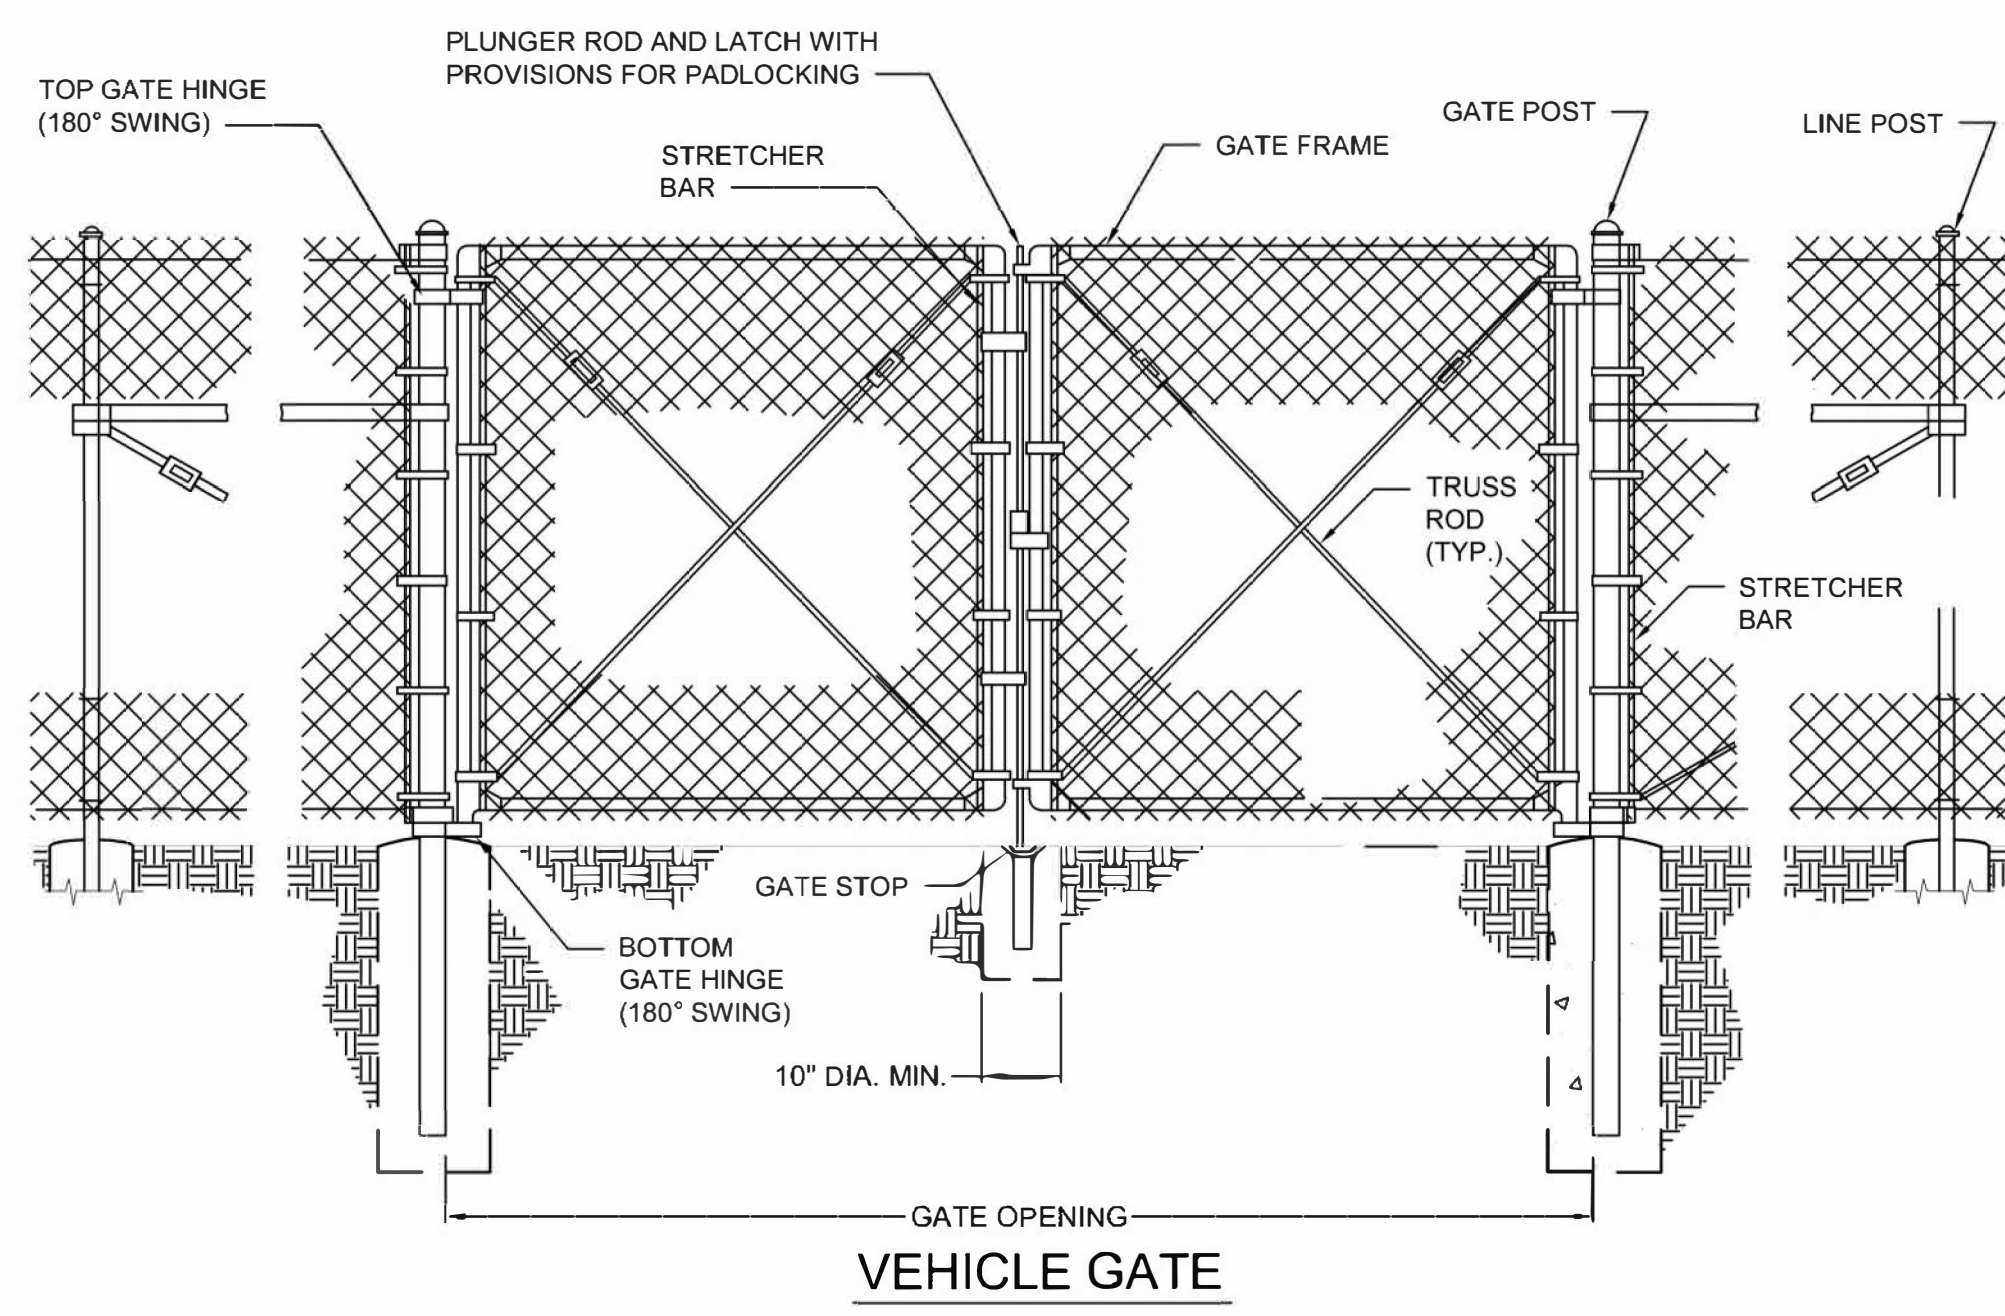 PLUNGER ROD AND LATCH WITH
PROVISIONS FOR PADLOCKING
TOP GATE HINGE
(180° SWING)
STRETCHER
BAR
GATE FRAME
GATE POST
LINE POST
TRUSS
ROD
(TYP.)
STRETCHER
BAR
GATE STOP
BOTTOM
GATE HINGE
(180° SWING)
10" DIA. MIN.
GATE OPENING
VEHICLE GATE